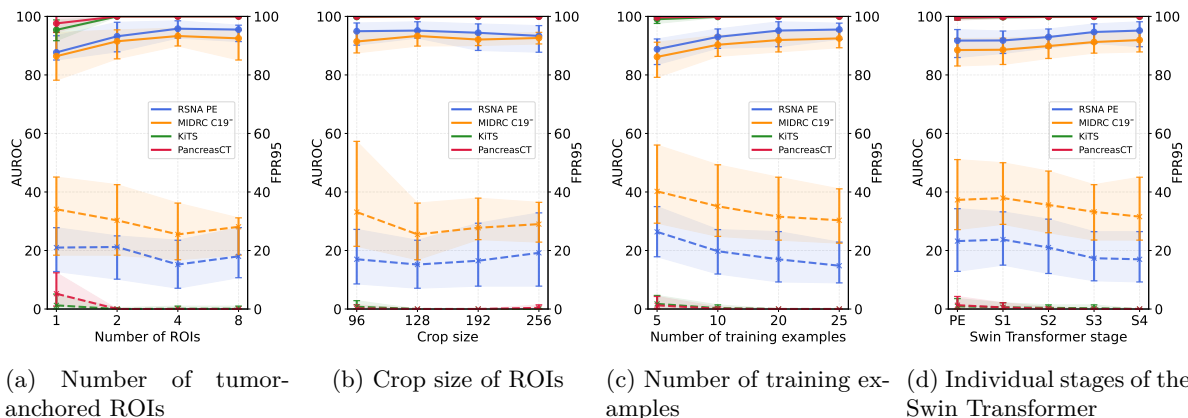 100
80
60
40
20
0
AUROC
100
80
60
40
20
0
FPR95
RSNA PE
MIDRC C19⁻
KiTS
PancreasCT
1 2 4 8
Number of ROIs
100
80
60
40
20
0
AUROC
100
80
60
40
20
0
FPR95
RSNA PE
MIDRC C19⁻
KiTS
PancreasCT
96 128 192 256
Crop size
100
80
60
40
20
0
AUROC
100
80
60
40
20
0
FPR95
RSNA PE
MIDRC C19⁻
KiTS
PancreasCT
5 10 20 25
Number of training examples
100
80
60
40
20
0
AUROC
100
80
60
40
20
0
FPR95
RSNA PE
MIDRC C19⁻
KiTS
PancreasCT
PE S1 S2 S3 S4
Swin Transformer stage
(a) Number of tumor-
anchored ROIs
(b) Crop size of ROIs
(c) Number of training ex-
amples
(d) Individual stages of the
Swin Transformer